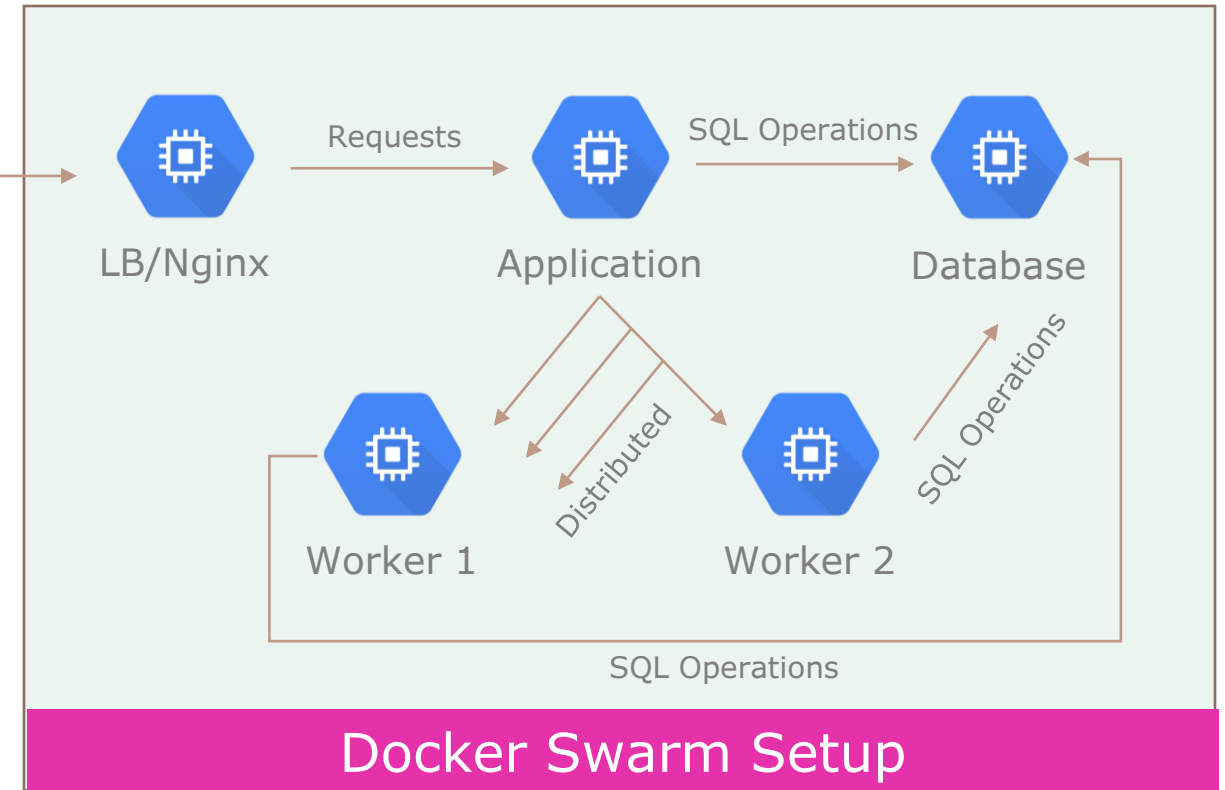 Requests
SQL Operations
LB/Nginx
Application
Database
Distributed
SQL Operations
Worker 1
Worker 2
SQL Operations
Docker Swarm Setup